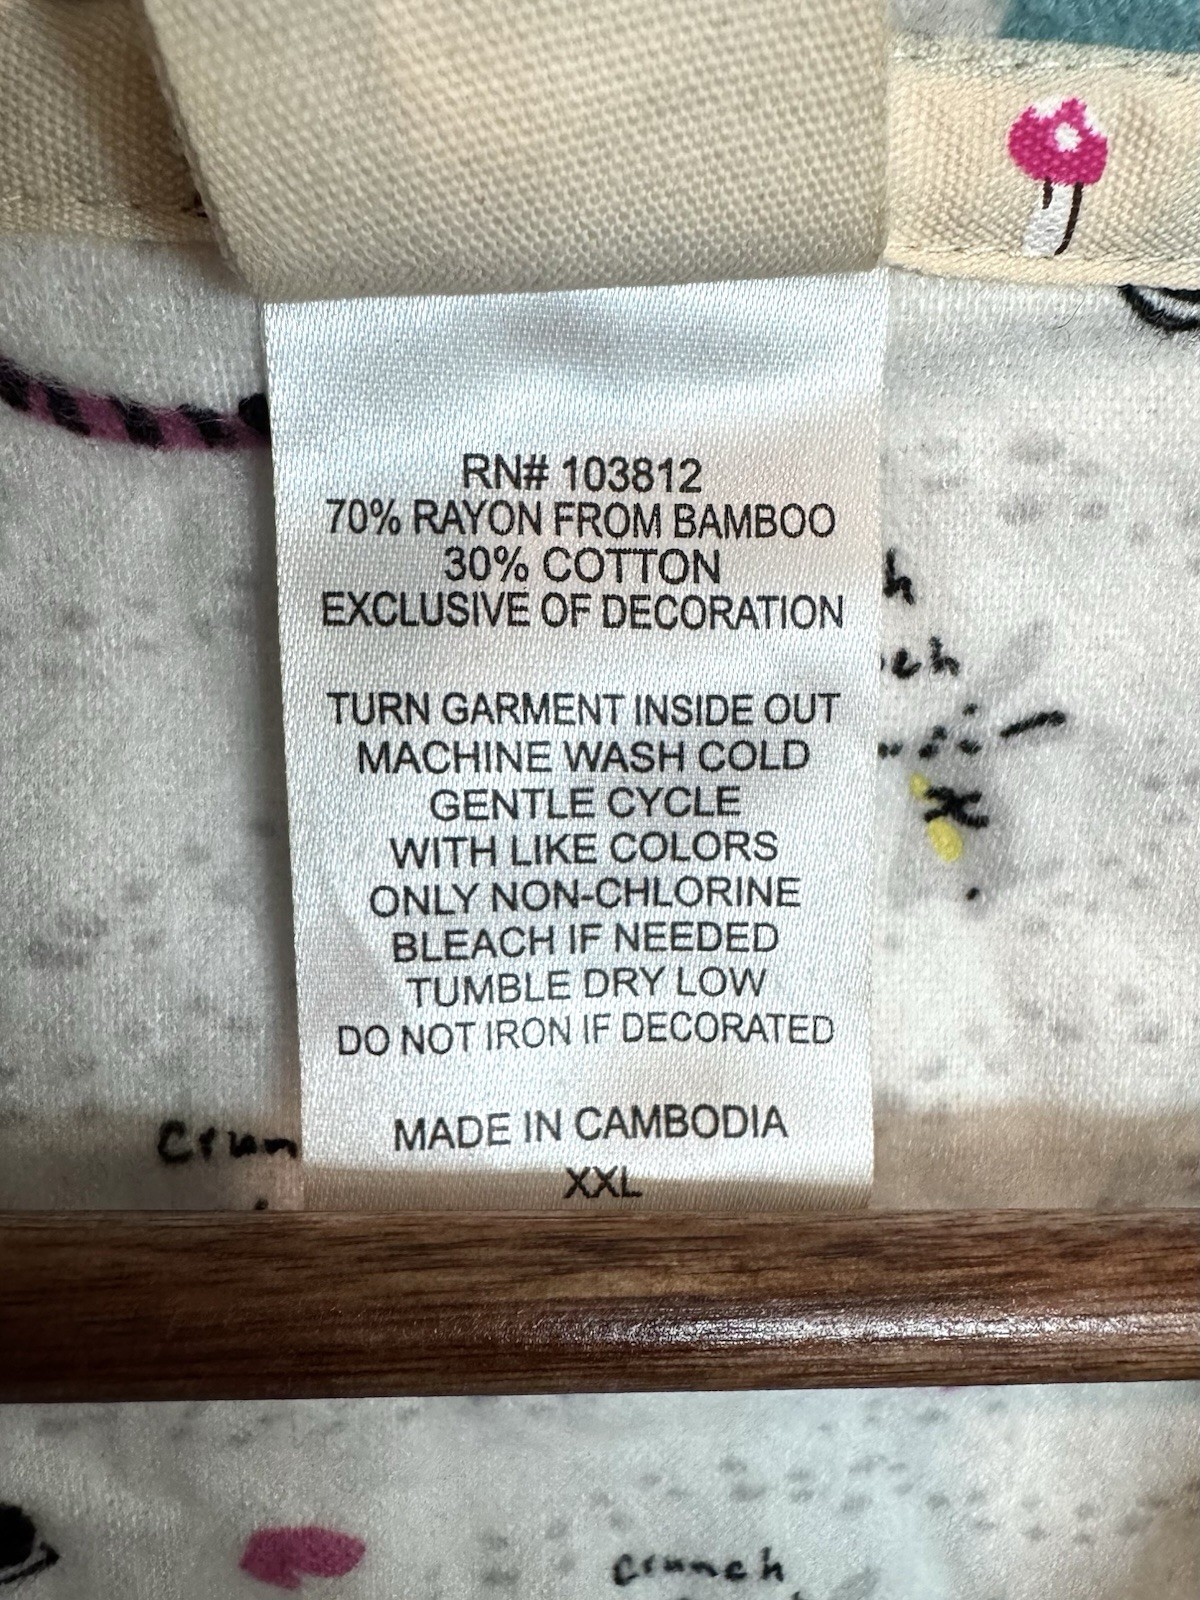 RN# 103812
70% RAYON FROM BAMBOO
30% COTTON
EXCLUSIVE OF DECORATION
TURN GARMENT INSIDE OUT
MACHINE WASH COLD
GENTLE CYCLE
WITH LIKE COLORS
ONLY NON-CHLORINE
BLEACH IF NEEDED
TUMBLE DRY LOW
DO NOT IRON IF DECORATED
MADE IN CAMBODIA
XXL
h
ch
Crun
crunch